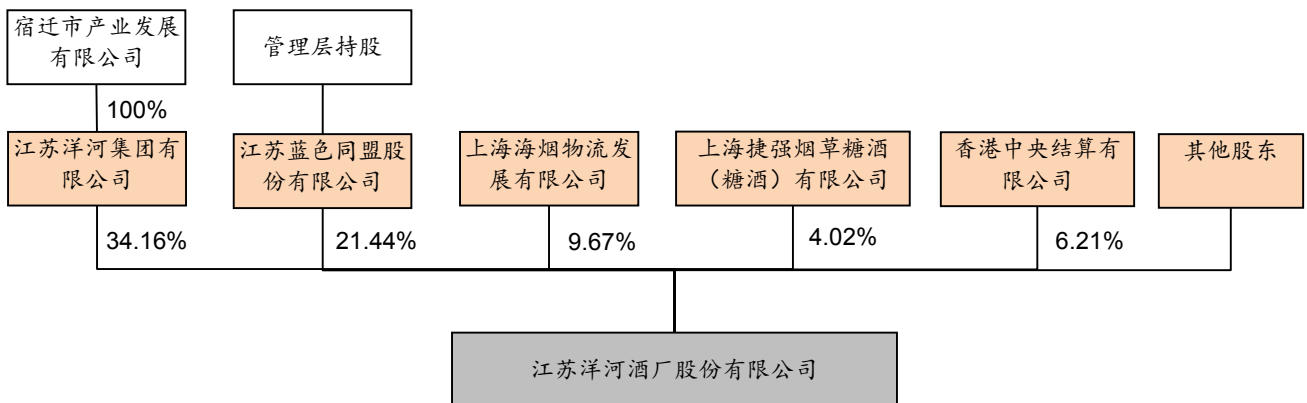 宿迁市产业发展
有限公司
管理层持股
100%
江苏洋河集团有
限公司
江苏蓝色同盟股
份有限公司
上海海烟物流发
展有限公司
上海捷强烟草糖酒
（糖酒）有限公司
香港中央结算有
限公司
其他股东
34.16%
21.44%
9.67%
4.02%
6.21%
江苏洋河酒厂股份有限公司